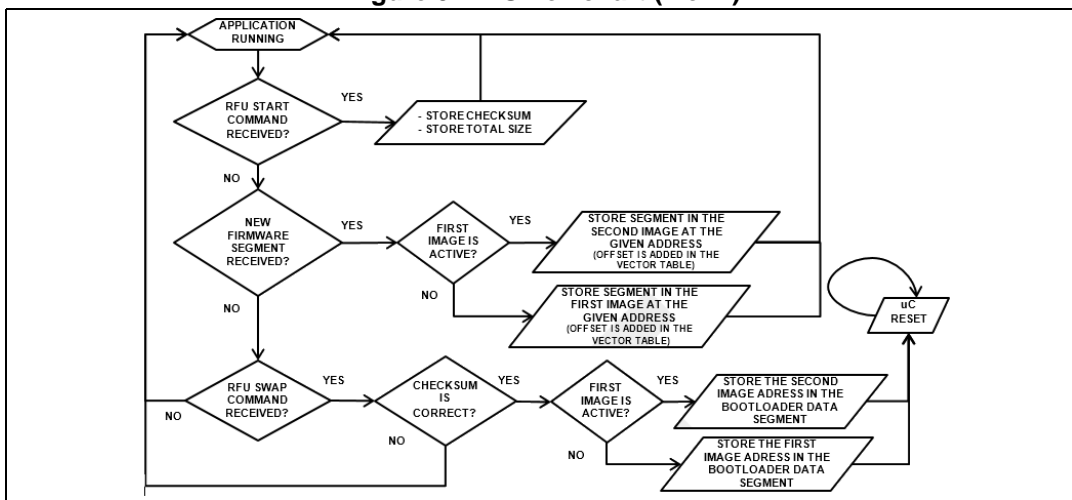 APPLICATION
RUNNING
RFU START
COMMAND
RECEIVED?
YES
- STORE CHECKSUM
- STORE TOTAL SIZE
NO
NEW
FIRMWARE
SEGMENT
RECEIVED?
YES
FIRST
IMAGE IS
ACTIVE?
YES
STORE SEGMENT IN THE
SECOND IMAGE AT THE
GIVEN ADDRESS
(OFFSET IS ADDED IN THE
VECTOR TABLE)
NO
STORE SEGMENT IN THE
FIRST IMAGE AT THE
GIVEN ADDRESS
(OFFSET IS ADDED IN THE
VECTOR TABLE)
uC
RESET
NO
RFU SWAP
COMMAND
RECEIVED?
NO
YES
CHECKSUM
IS
CORRECT?
NO
YES
FIRST
IMAGE IS
ACTIVE?
YES
STORE THE SECOND
IMAGE ADRESS IN THE
BOOTLOADER DATA
SEGMENT
NO
STORE THE FIRST
IMAGE ADRESS IN THE
BOOTLOADER DATA
SEGMENT